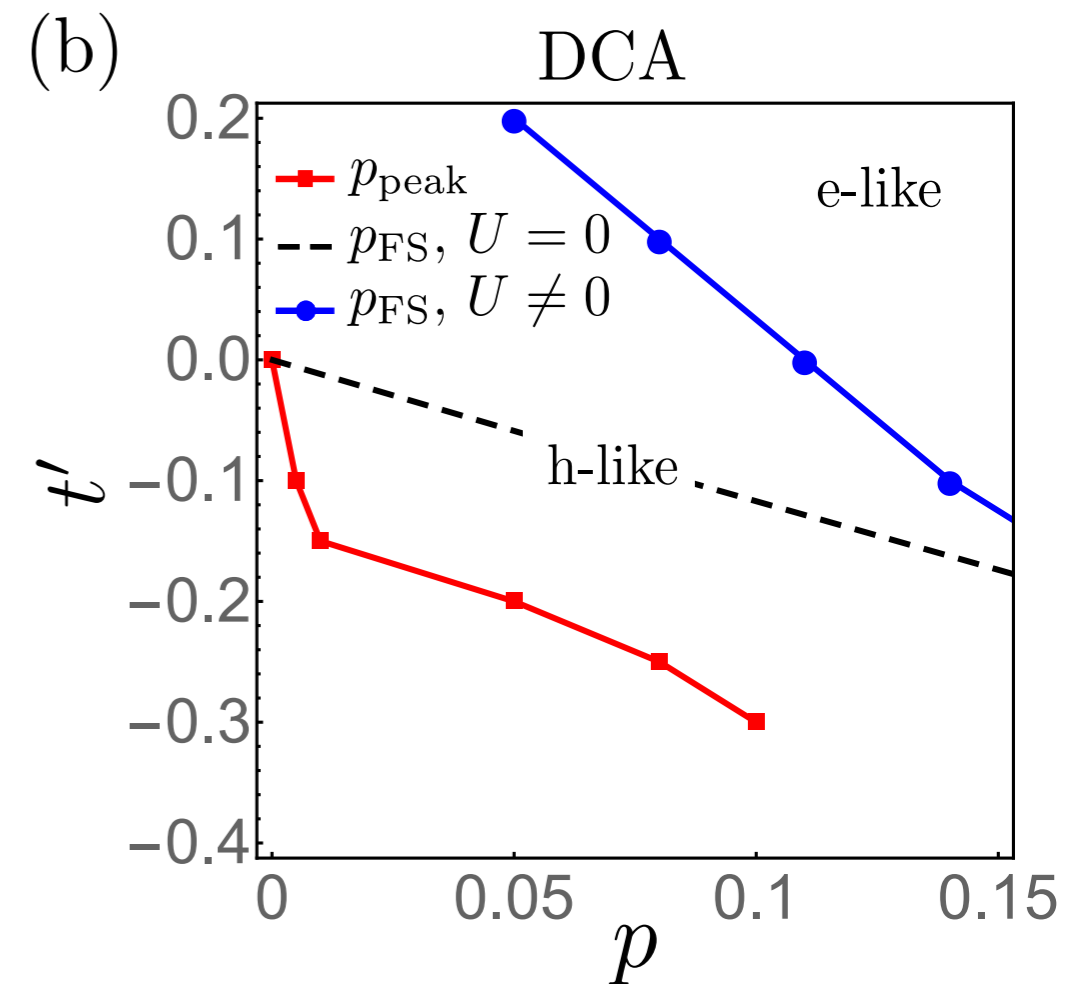 (b)
DCA
0.2
0.1
0.0
−0.1
−0.2
−0.3
−0.4
t′
p_peak
p_FS, U = 0
p_FS, U ≠ 0
e-like
h-like
0 0.05 0.1 0.15
p